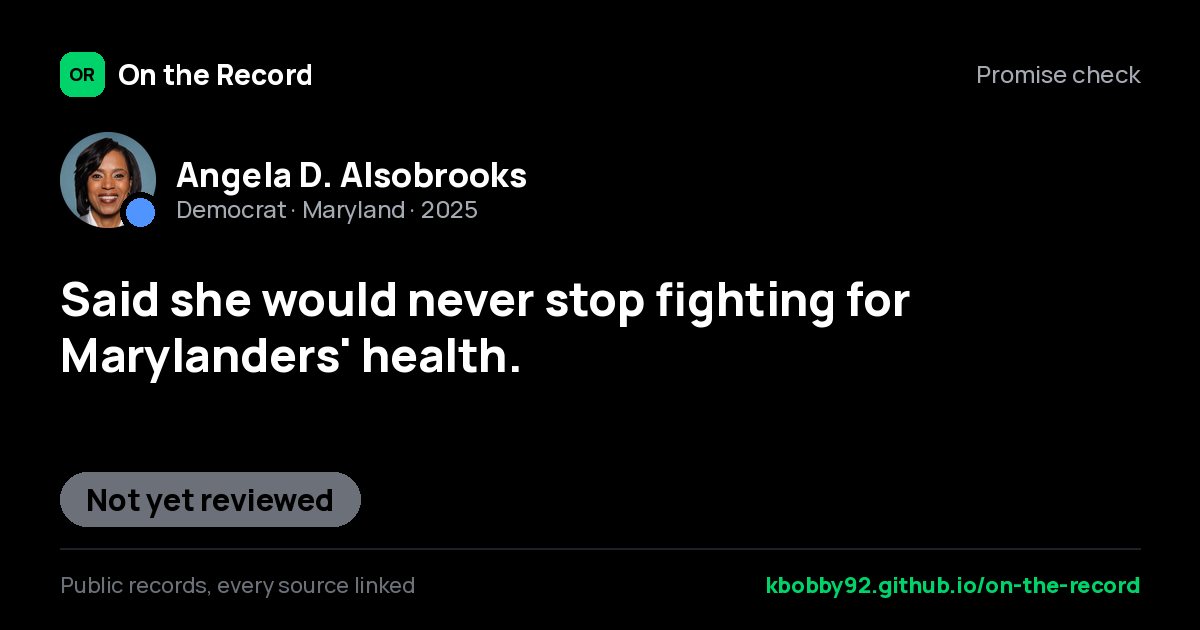 OR On the Record
Promise check
Angela D. Alsobrooks
Democrat · Maryland · 2025
Said she would never stop fighting for
Marylanders' health.
Not yet reviewed
Public records, every source linked
kbobby92.github.io/on-the-record